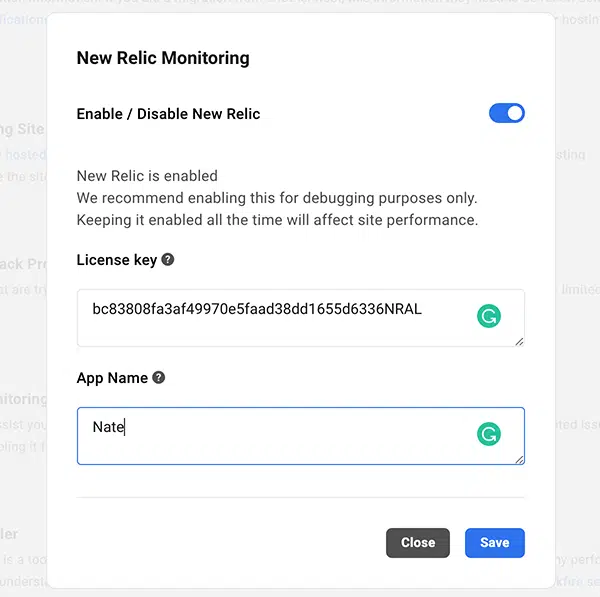 New Relic Monitoring
Enable / Disable New Relic
New Relic is enabled
We recommend enabling this for debugging purposes only.
Keeping it enabled all the time will affect site performance.
License key
bc83808fa3af49970e5faad38dd1655d6336NRAL
App Name
Nate
Close
Save